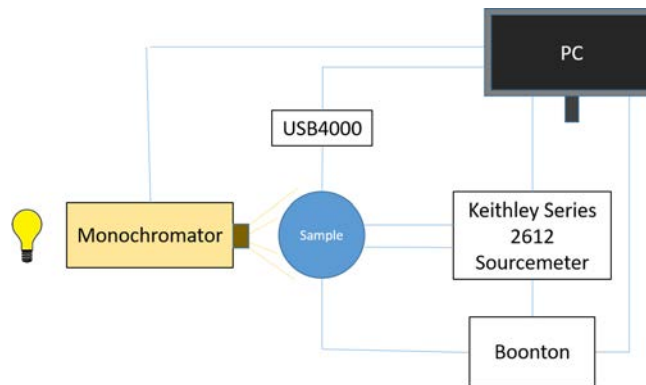 PC
USB4000
Monochromator
Sample
Keithley Series
2612
Sourcemeter
Boonton